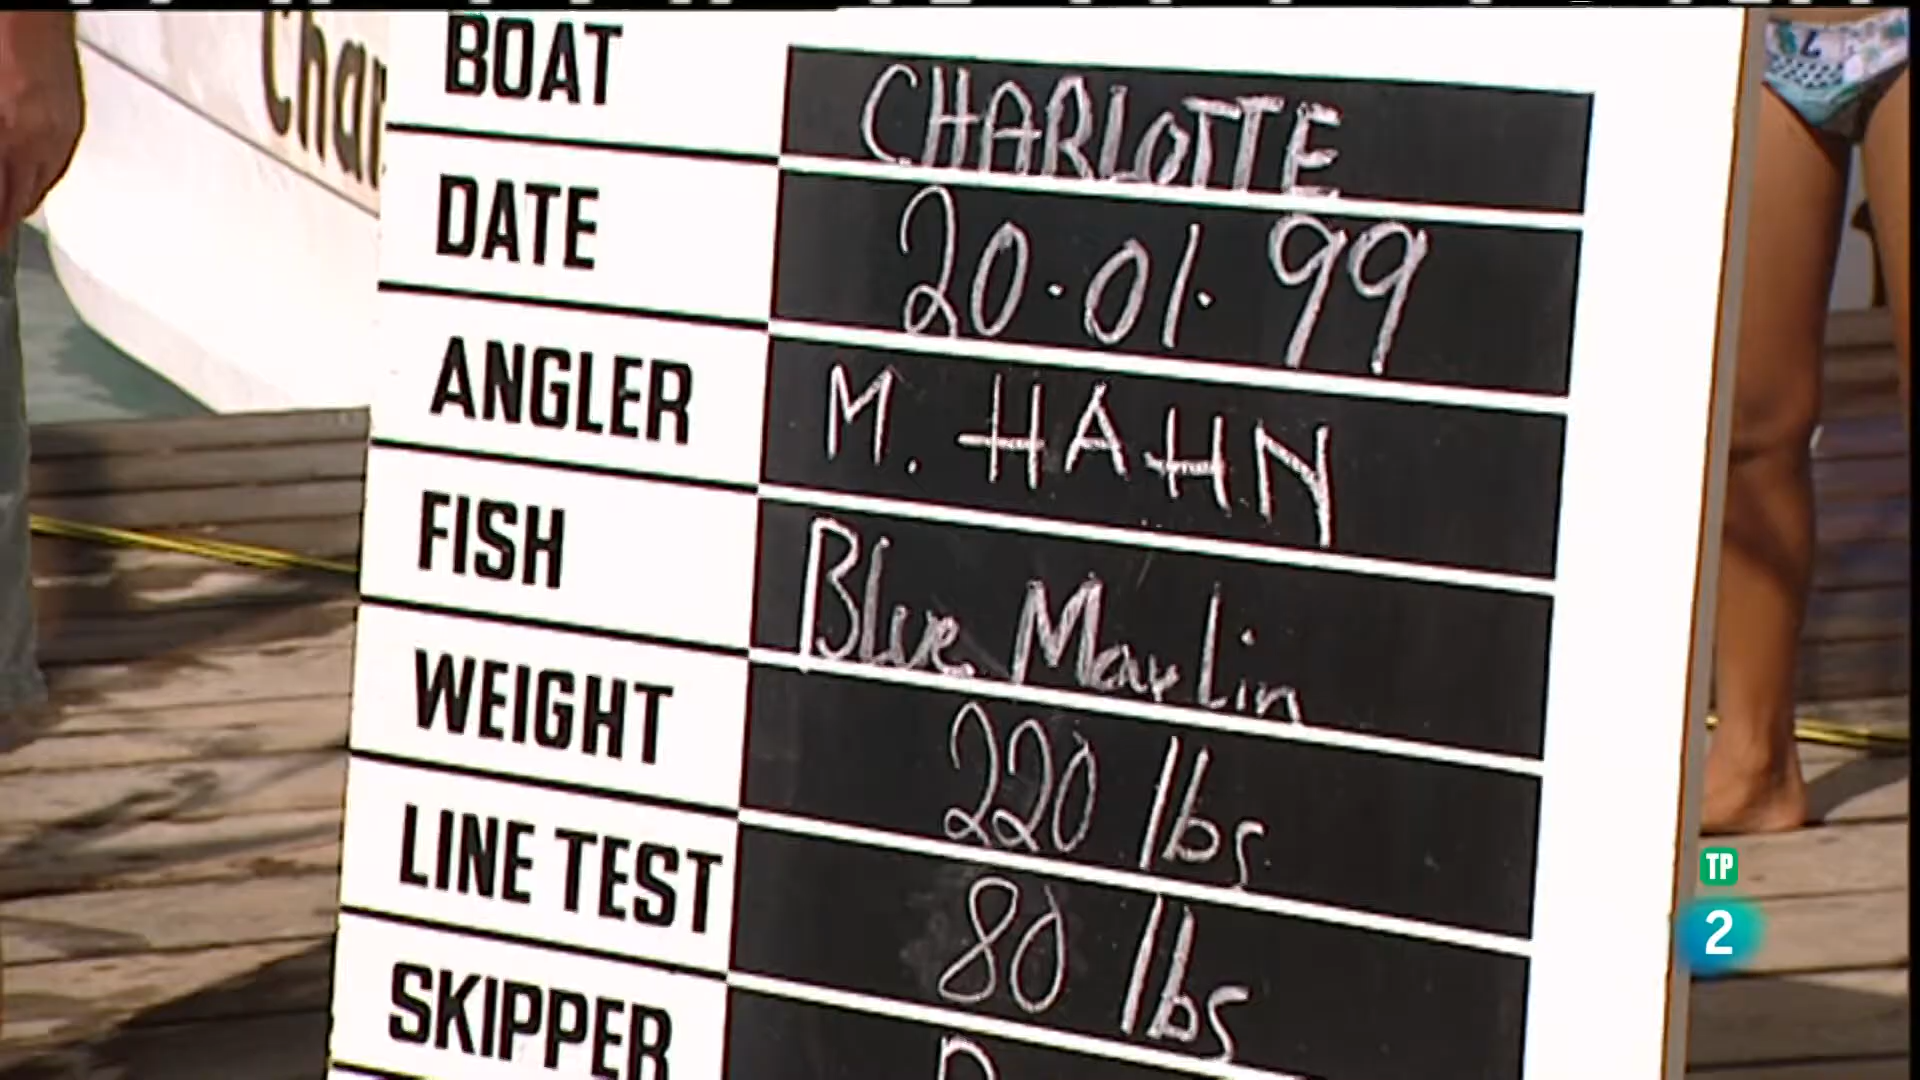 Char
BOAT CHARLOTTE
DATE 20.01.99
ANGLER M. HAHN
FISH Blue Marlin
WEIGHT 220 lbs
LINE TEST 80 lbs
SKIPPER
TP
2